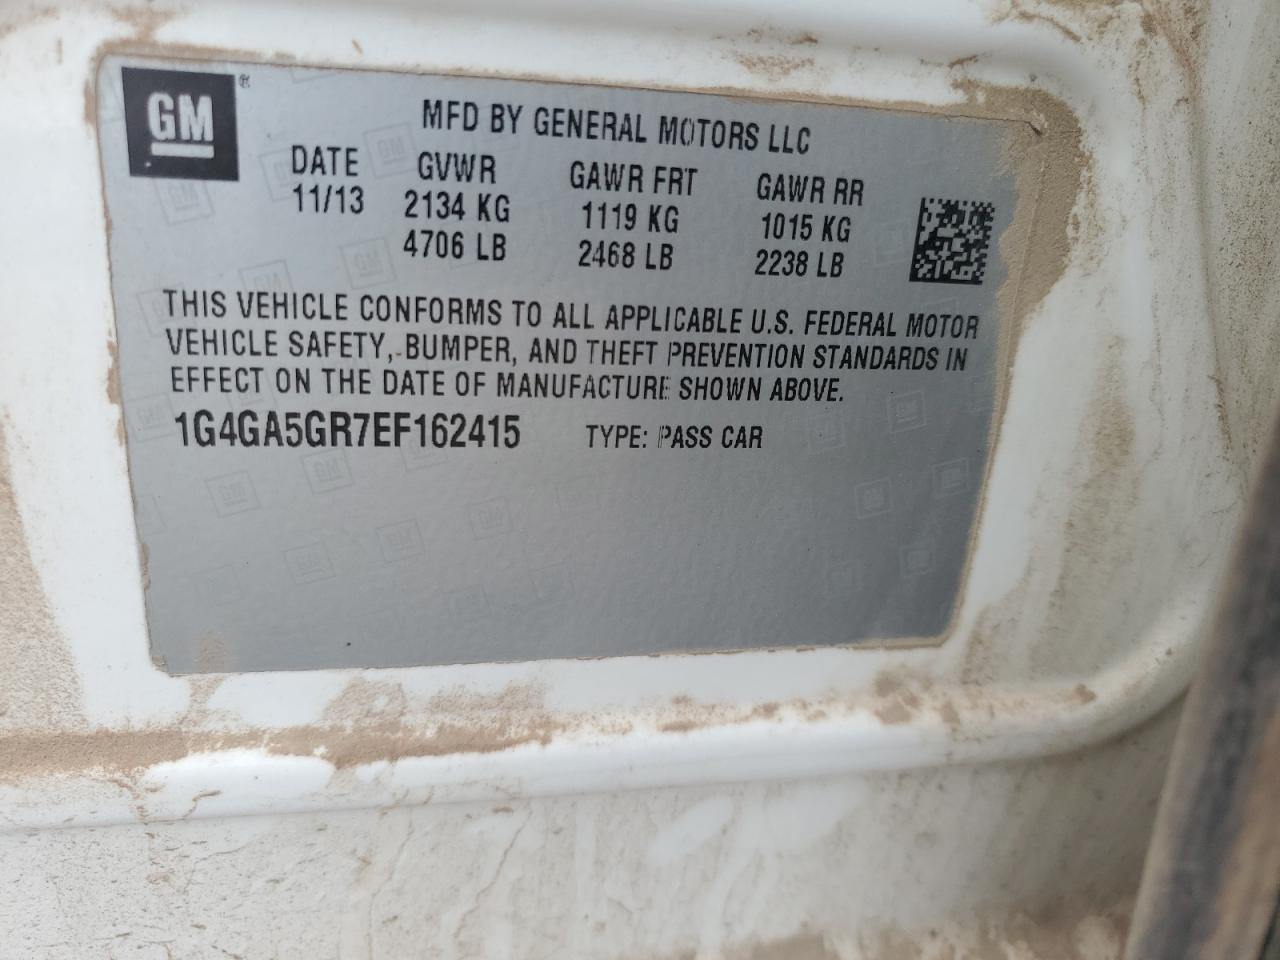 GM ®
MFD BY GENERAL MOTORS LLC
DATE GVWR GAWR FRT GAWR RR
11/13 2134 KG 1119 KG 1015 KG
4706 LB 2468 LB 2238 LB
THIS VEHICLE CONFORMS TO ALL APPLICABLE U.S. FEDERAL MOTOR
VEHICLE SAFETY, BUMPER, AND THEFT PREVENTION STANDARDS IN
EFFECT ON THE DATE OF MANUFACTURE SHOWN ABOVE.
1G4GA5GR7EF162415 TYPE: PASS CAR